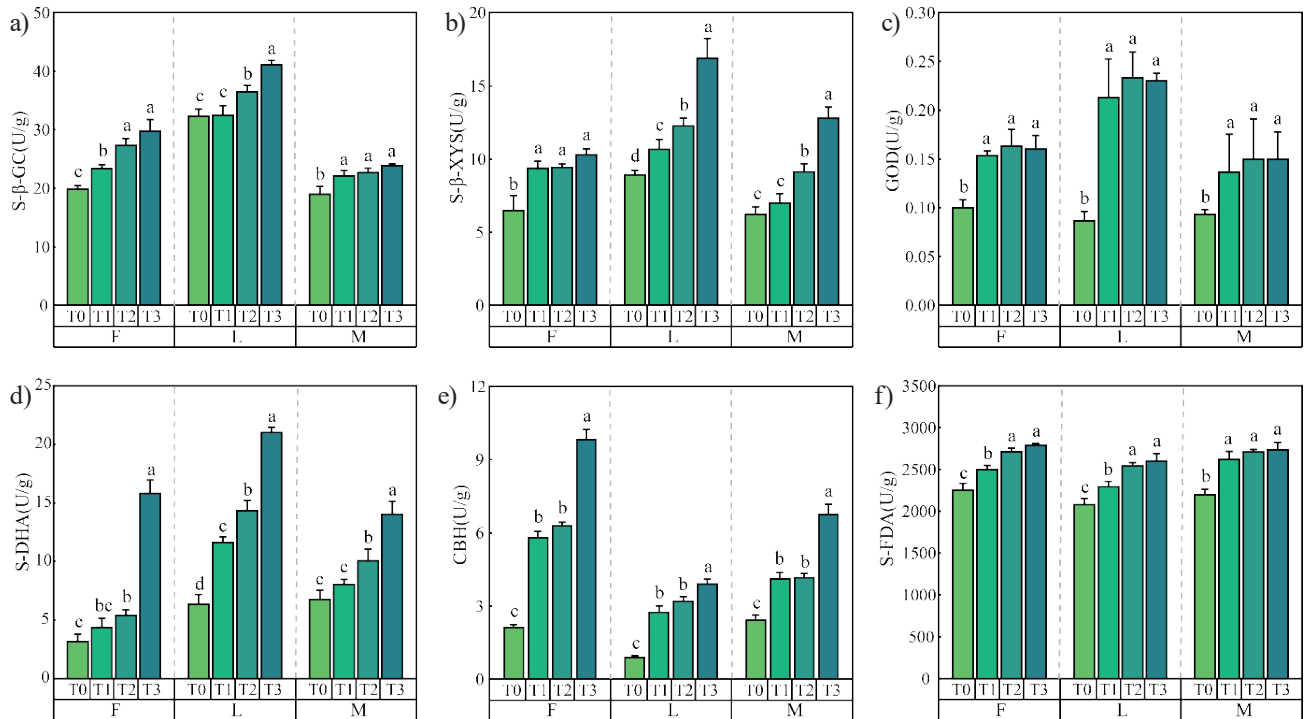 a)
S-β-GC(U/g)
50
40
30
20
10
0
c b a a
c c b a
b a a a
T0 T1 T2 T3 T0 T1 T2 T3 T0 T1 T2 T3
F L M
b)
S-β-XYS(U/g)
20
15
10
5
0
b a a a
d c b a
c c b a
T0 T1 T2 T3 T0 T1 T2 T3 T0 T1 T2 T3
F L M
c)
GOD(U/g)
0.30
0.25
0.20
0.15
0.10
0.05
0.00
b a a a
b a a a
b a a a
T0 T1 T2 T3 T0 T1 T2 T3 T0 T1 T2 T3
F L M
d)
S-DHA(U/g)
25
20
15
10
5
0
c bc b a
d c b a
c c b a
T0 T1 T2 T3 T0 T1 T2 T3 T0 T1 T2 T3
F L M
e)
CBH(U/g)
12
9
6
3
0
c b b a
c b b a
c b b a
T0 T1 T2 T3 T0 T1 T2 T3 T0 T1 T2 T3
F L M
f)
S-FDA(U/g)
3500
3000
2500
2000
1500
1000
500
0
c b a a
c b a a
b a a a
T0 T1 T2 T3 T0 T1 T2 T3 T0 T1 T2 T3
F L M